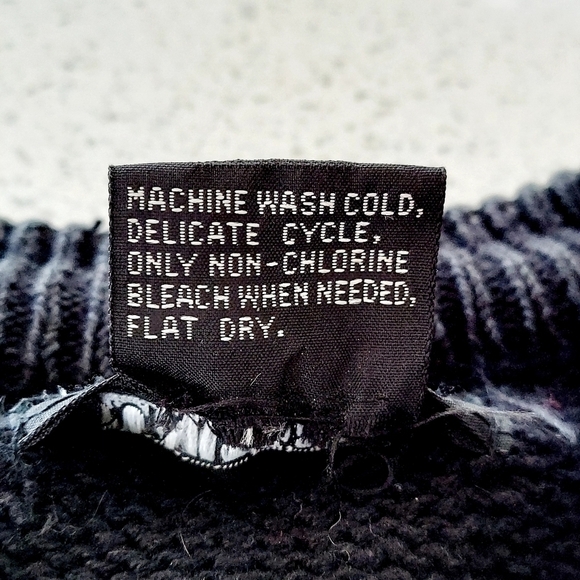 MACHINE WASH COLD,
DELICATE CYCLE,
ONLY NON-CHLORINE
BLEACH WHEN NEEDED,
FLAT DRY.